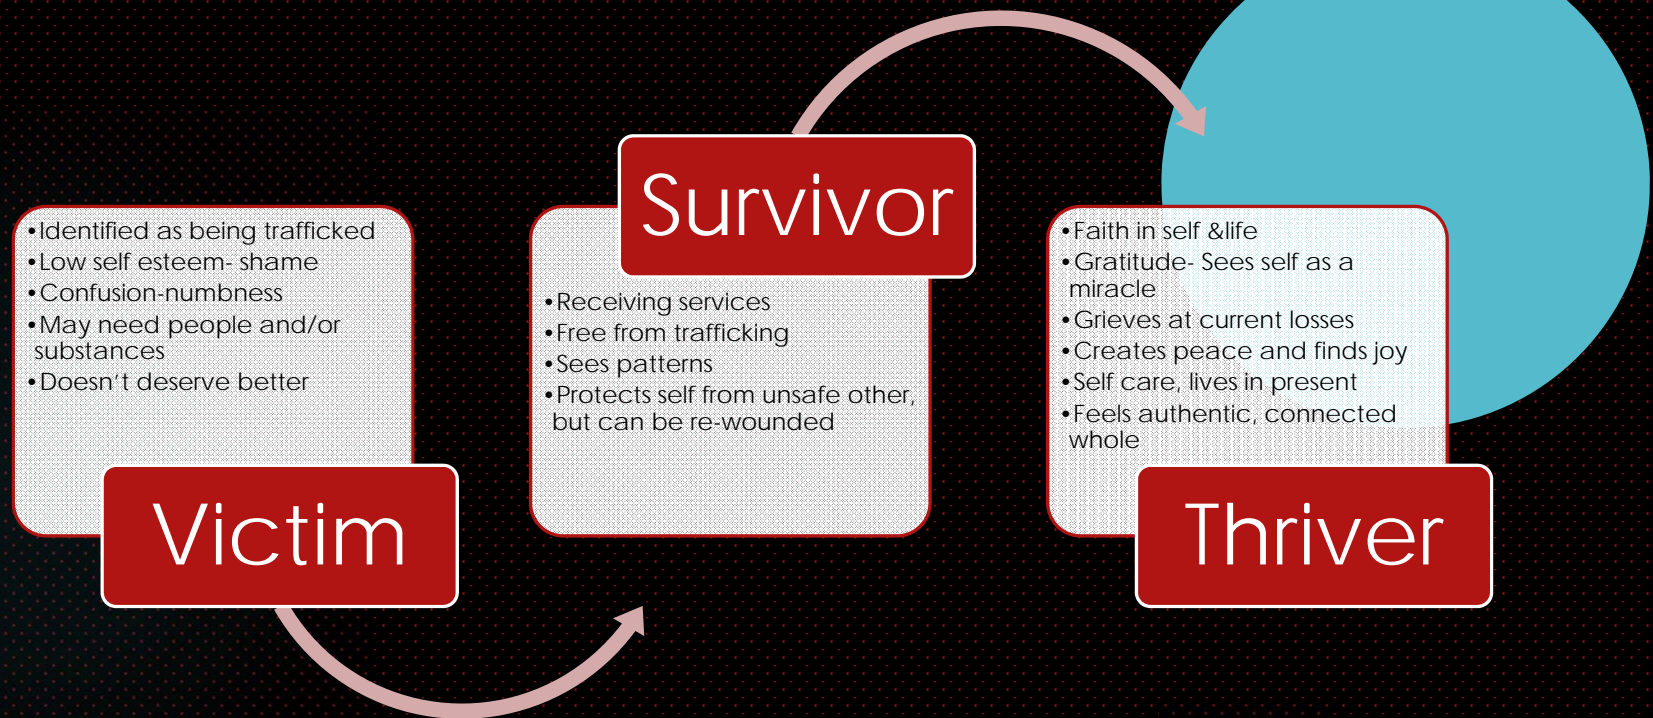 •Identified as being trafficked
•Low self esteem- shame
•Confusion-numbness
•May need people and/or
substances
•Doesn't deserve better
Victim
Survivor
•Receiving services
•Free from trafficking
•Sees patterns
•Protects self from unsafe other,
but can be re-wounded
•Faith in self &life
•Gratitude- Sees self as a
miracle
•Grieves at current losses
•Creates peace and finds joy
•Self care, lives in present
•Feels authentic, connected
whole
Thriver